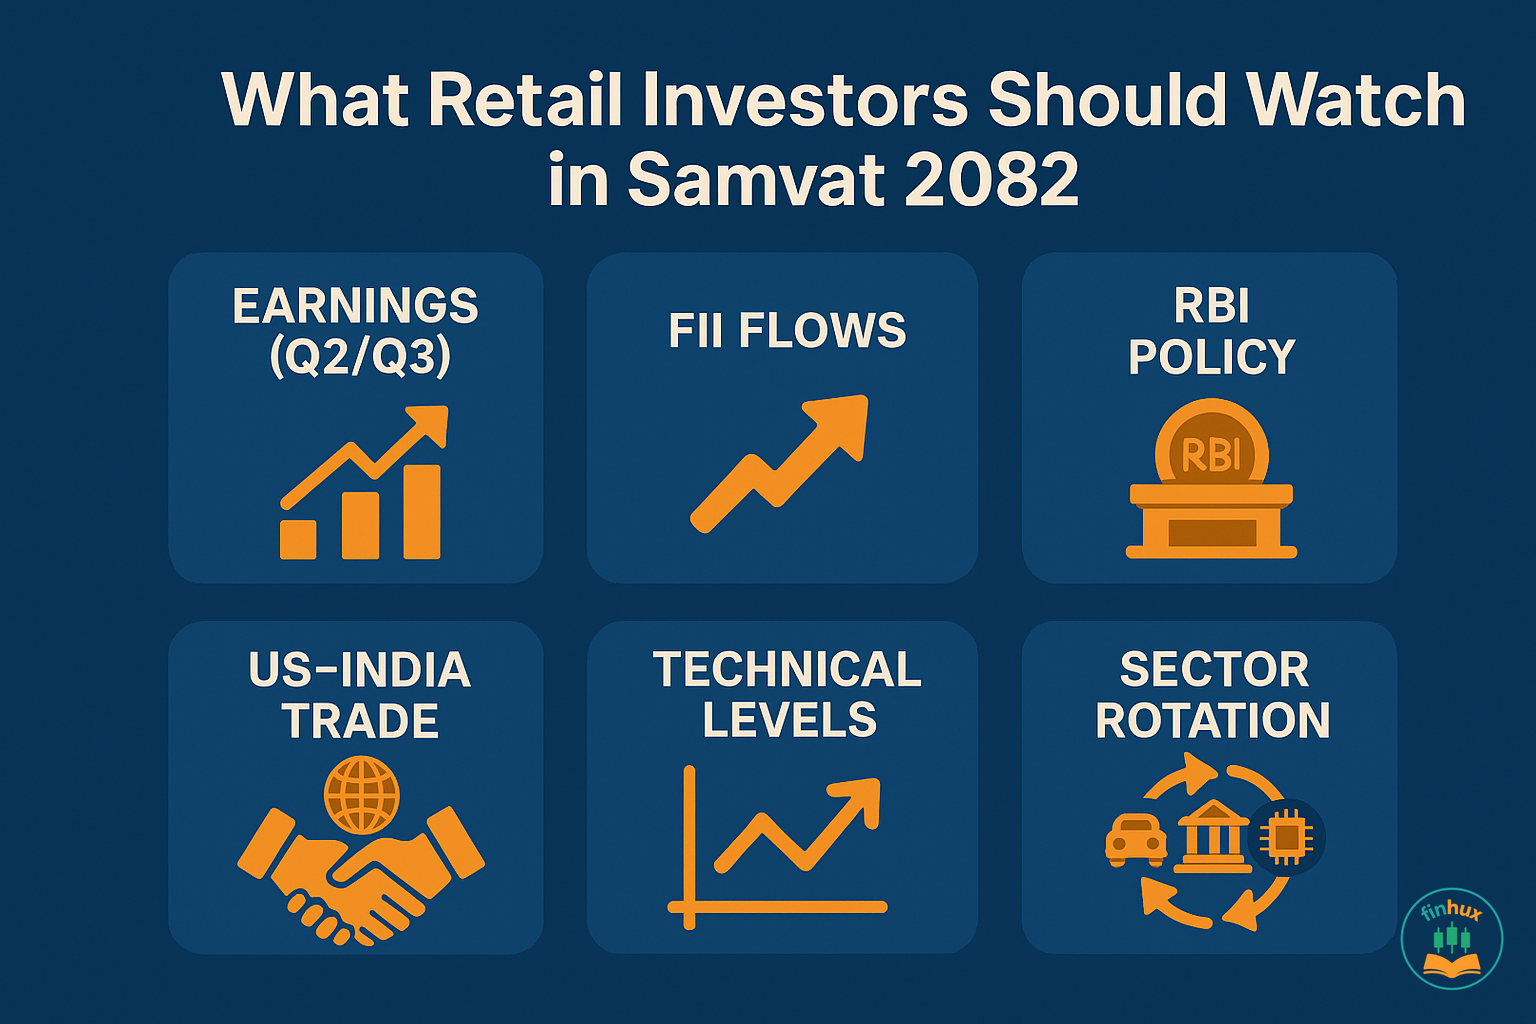 What Retail Investors Should Watch
in Samvat 2082
EARNINGS
(Q2/Q3)
FII FLOWS
RBI
POLICY
RBI
US–INDIA
TRADE
TECHNICAL
LEVELS
SECTOR
ROTATION
finhux